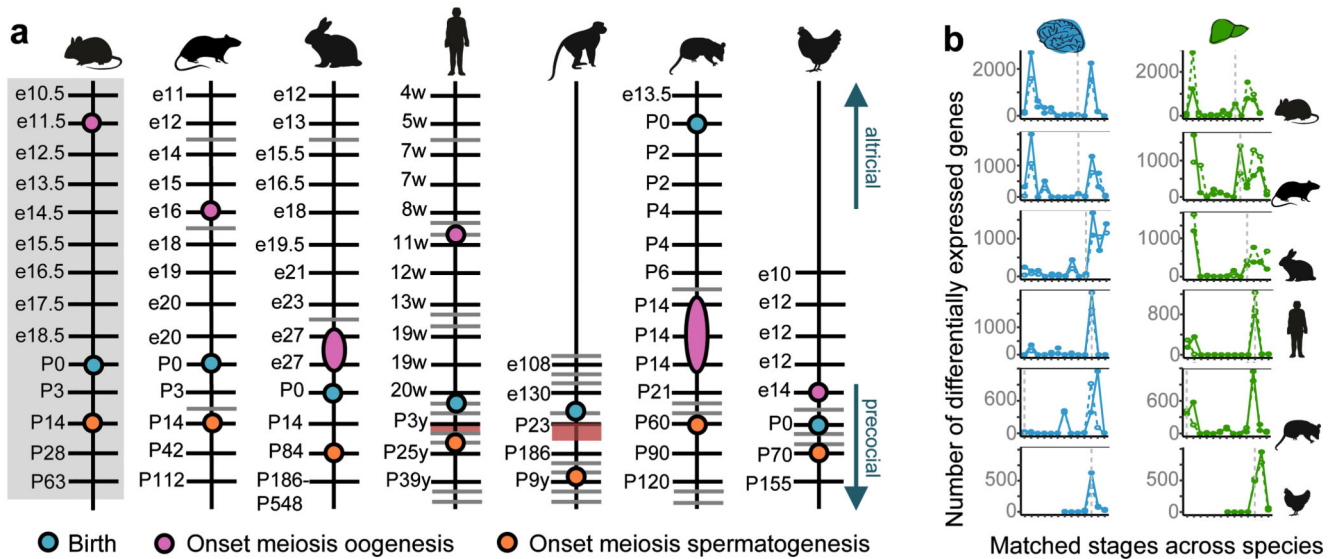 a
e10.5
e11.5
e12.5
e13.5
e14.5
e15.5
e16.5
e17.5
e18.5
P0
P3
P14
P28
P63
e11
e12
e14
e15
e16
e18
e19
e20
e20
P0
P3
P14
P42
P112
e12
e13
e15.5
e16.5
e18
e19.5
e21
e23
e27
e27
P0
P14
P84
P186-
P548
4w
5w
7w
7w
8w
11w
12w
13w
19w
19w
20w
P3y
P25y
P39y
e108
e130
P23
P186
P9y
e13.5
P0
P2
P2
P4
P4
P6
P14
P14
P14
P21
P60
P90
P120
e10
e12
e12
e12
e14
P0
P70
P155
altricial
precocial
Birth
Onset meiosis oogenesis
Onset meiosis spermatogenesis
b
Number of differentially expressed genes
2000
0
2000
0
1000
0
1000
0
1000
0
1000
0
1000
0
800
0
600
0
600
0
500
0
500
0
Matched stages across species